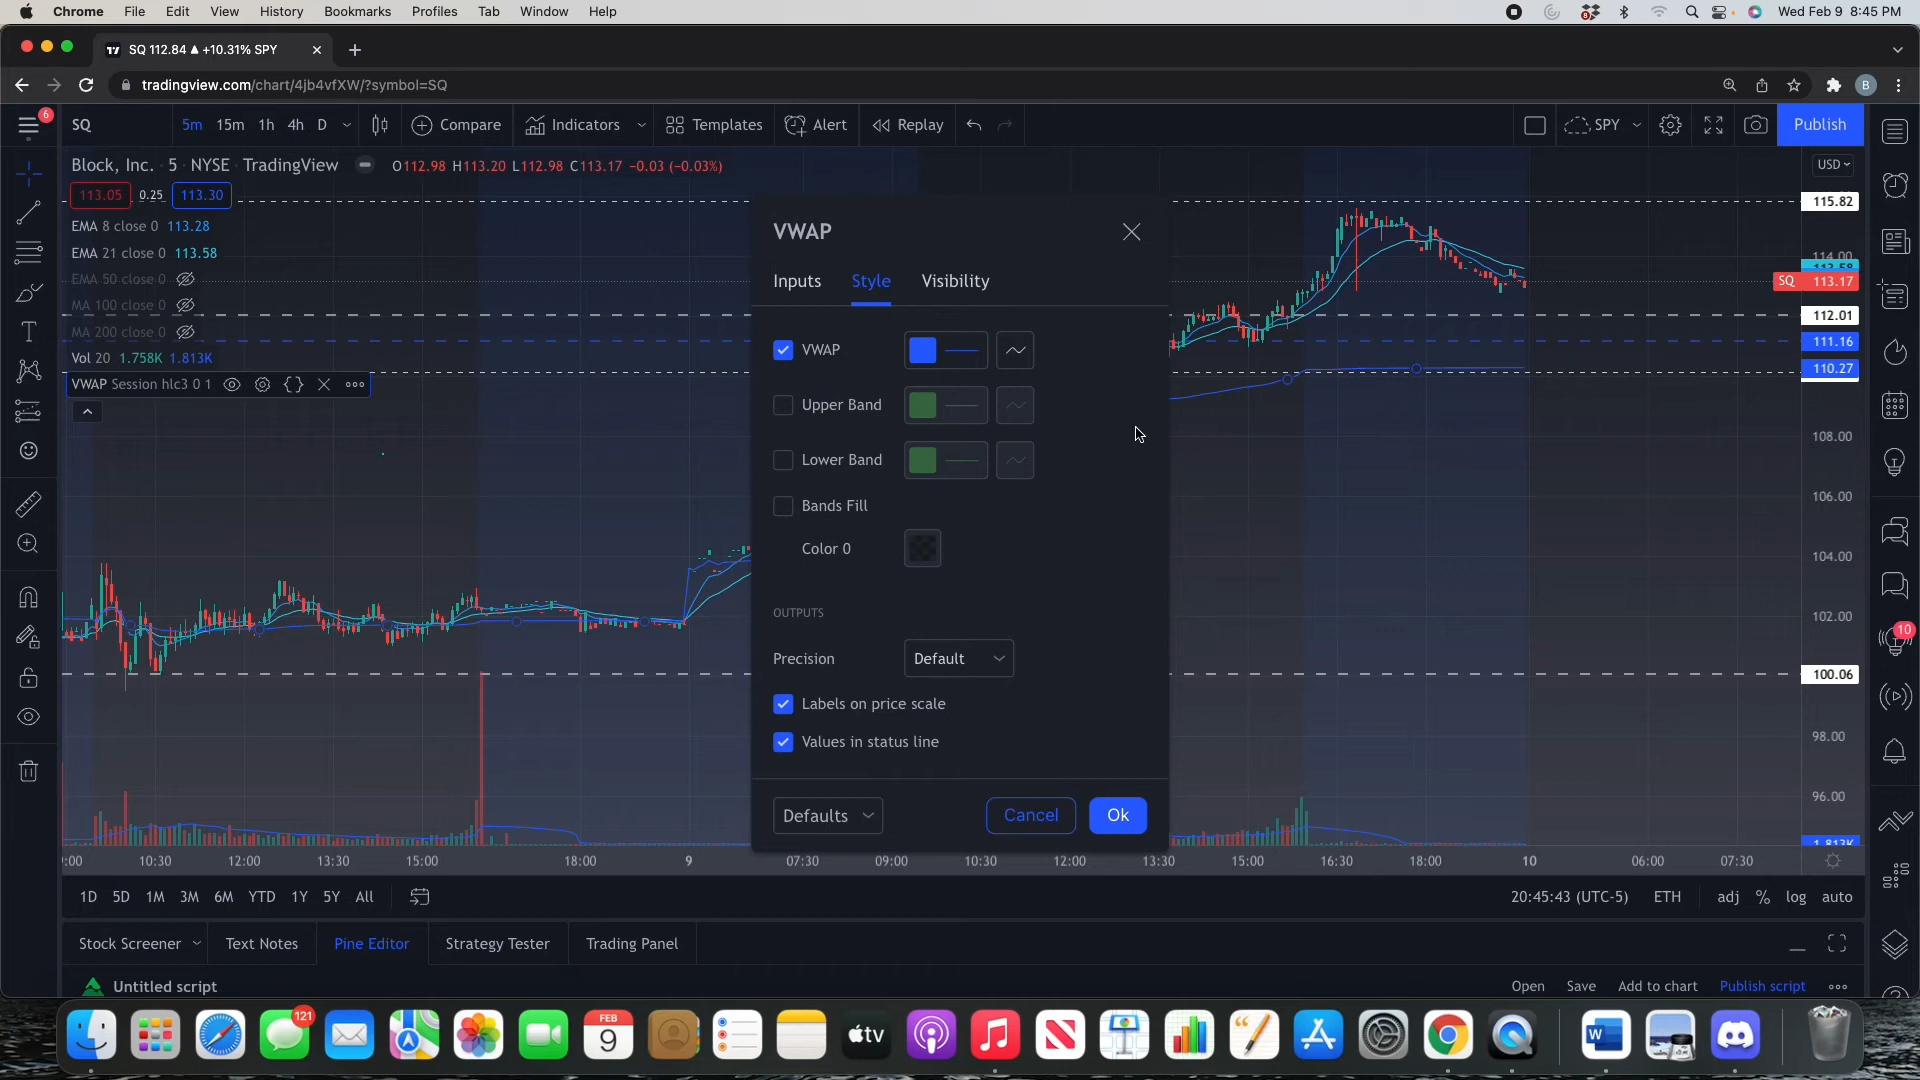 Chrome File Edit View History Bookmarks Profiles Tab Window Help Wed Feb 9 8:45 PM
SQ 112.84 ▲ +10.31% SPY
tradingview.com/chart/4jb4vfXW/?symbol=SQ B
6 SQ 5m 15m 1h 4h D Compare Indicators Templates Alert Replay SPY Publish
Block, Inc. 5 NYSE TradingView O112.98 H113.20 L112.98 C113.17 -0.03 (-0.03%) USD
113.05 0.25 113.30 115.82
EMA 8 close 0 113.28
EMA 21 close 0 113.58 114.00
EMA 50 close 0 SQ 113.17
MA 100 close 0 112.01
MA 200 close 0 111.16
Vol 20 1.758K 1.813K 110.27
VWAP Session hlc3 0 1
108.00
106.00
104.00
102.00
100.06
98.00
96.00
1.813K
VWAP
Inputs Style Visibility
VWAP
Upper Band
Lower Band
Bands Fill
Color 0
OUTPUTS
Precision Default
Labels on price scale
Values in status line
Defaults Cancel Ok
10
:00 10:30 12:00 13:30 15:00 18:00 9 07:30 09:00 10:30 12:00 13:30 15:00 16:30 18:00 10 06:00 07:30
1D 5D 1M 3M 6M YTD 1Y 5Y All 20:45:43 (UTC-5) ETH adj % log auto
Stock Screener Text Notes Pine Editor Strategy Tester Trading Panel
Untitled script Open Save Add to chart Publish script
121 FEB 9 tv W